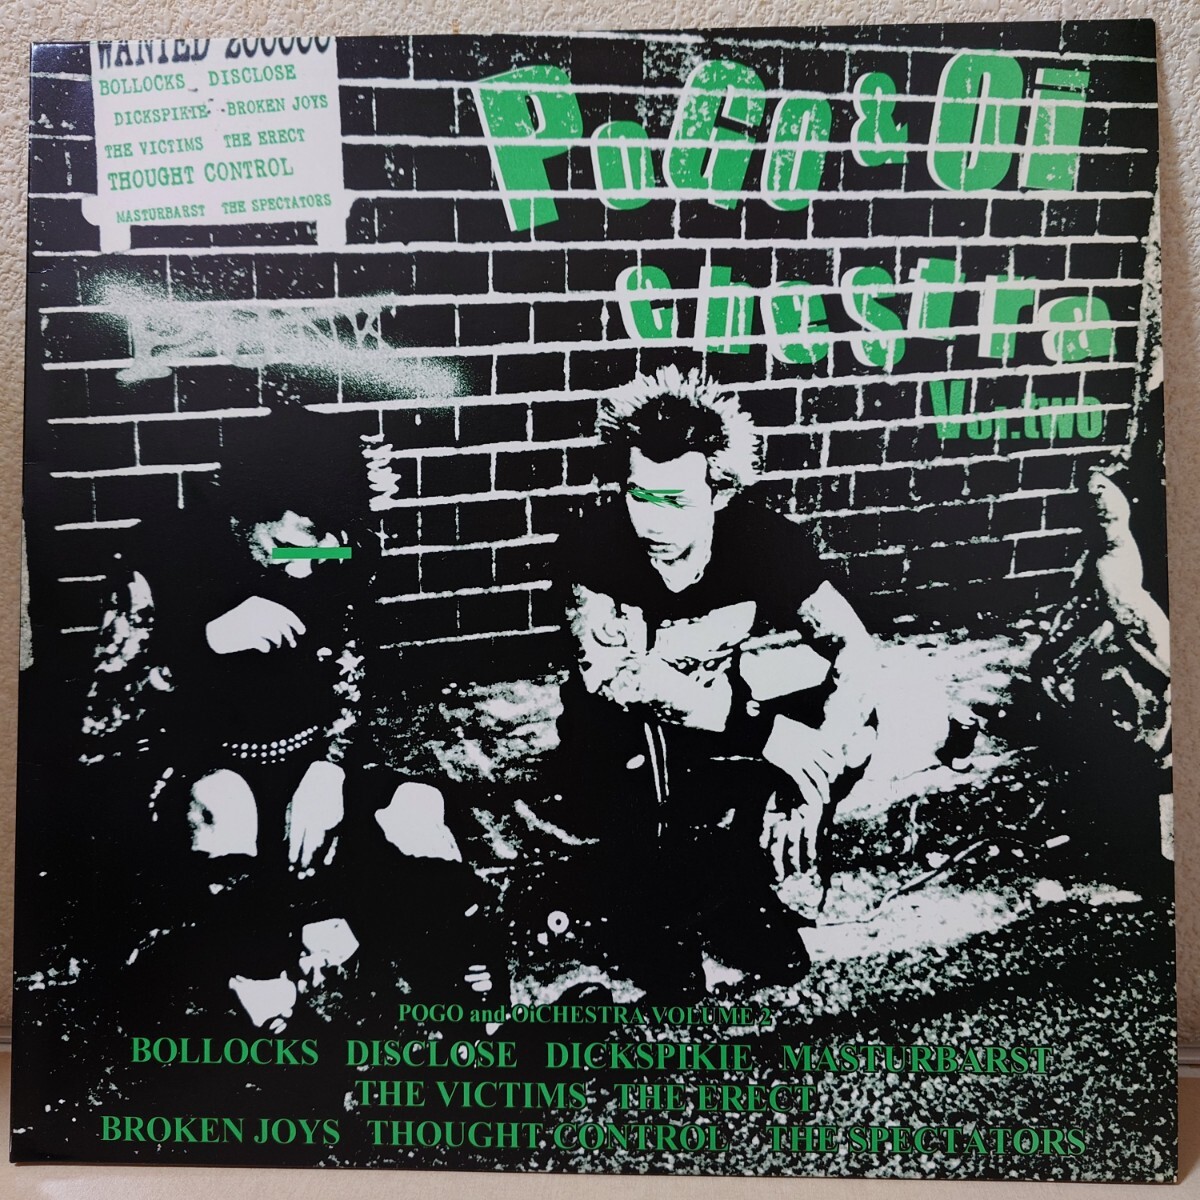 WANTED 200000
BOLLOCKS DISCLOSE
DICKSPIKIE BROKEN JOYS
THE VICTIMS THE ERECT
THOUGHT CONTROL
MASTURBARST THE SPECTATORS
PoGo & Oi
chestra
Vol.two
POGO and OiCHESTRA VOLUME 2
BOLLOCKS DISCLOSE DICKSPIKIE MASTURBARST
THE VICTIMS THE ERECT
BROKEN JOYS THOUGHT CONTROL THE SPECTATORS